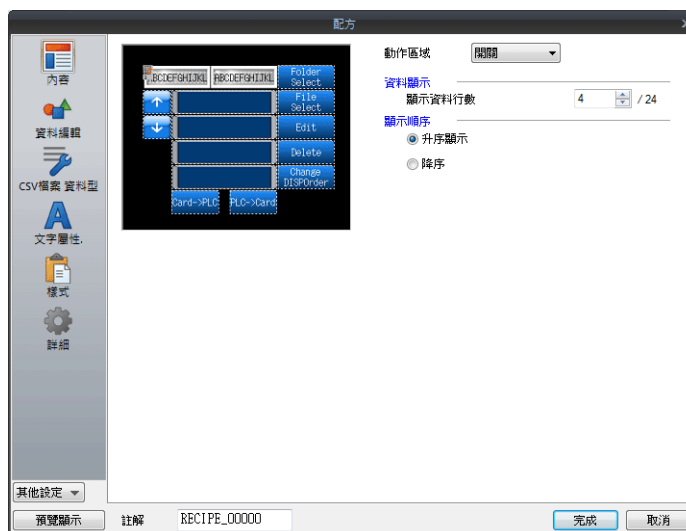 配方
內容
資料編輯
CSV檔案 資料型
文字屬性.
樣式
詳細
其他設定
預覽顯示
ABCDEFGHIJKL ABCDEFGHIJKL Folder Select
File Select
Edit
Delete
Change DISPOrder
Card->PLC PLC->Card
動作區域 開關
資料顯示
顯示資料行數 4 / 24
顯示順序
升序顯示
降序
註解 RECIPE_00000
完成 取消